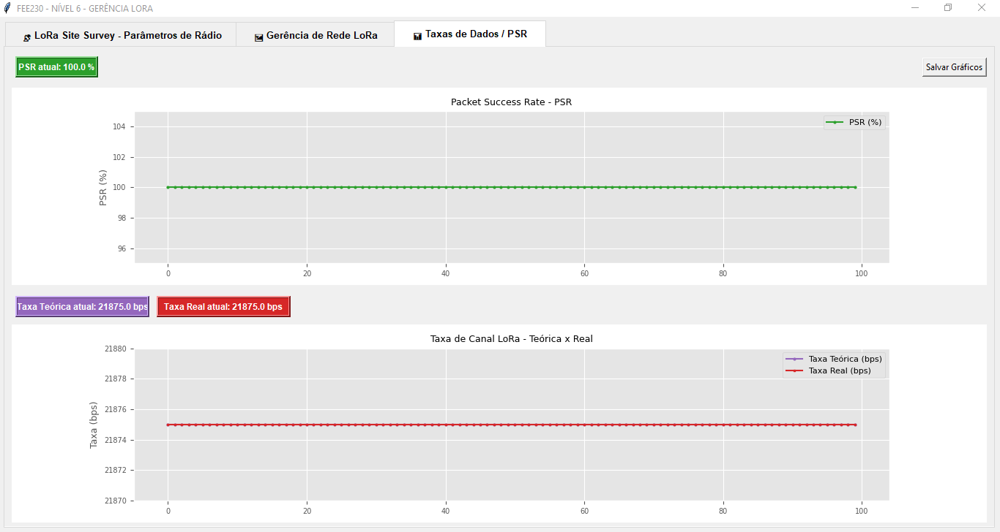 FEE230 - NÍVEL 6 - GERÊNCIA LORA
LoRa Site Survey - Parâmetros de Rádio
Gerência de Rede LoRa
Taxas de Dados / PSR
PSR atual: 100.0 %
Salvar Gráficos
Packet Success Rate - PSR
PSR (%)
PSR (%)
104
102
100
98
96
0 20 40 60 80 100
Taxa Teórica atual: 21875.0 bps
Taxa Real atual: 21875.0 bps
Taxa de Canal LoRa - Teórica x Real
Taxa Teórica (bps)
Taxa Real (bps)
Taxa (bps)
21880
21878
21876
21874
21872
21870
0 20 40 60 80 100